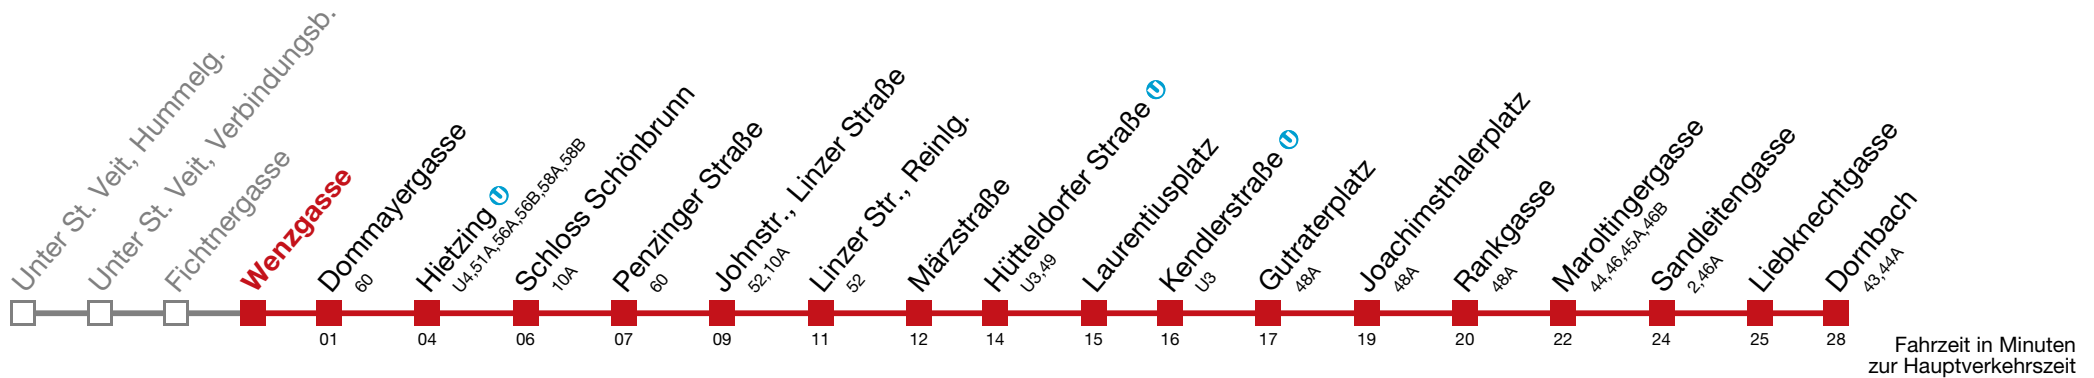 Unter St. Veit, Hummelg.
Unter St. Veit, Verbindungsb.
Fichtnergasse
Wenzgasse
Dommayergasse
60
Hietzing U
U4,51A,56A,56B,58A,58B
Schloss Schönbrunn
10A
Penzinger Straße
60
Johnstr., Linzer Straße
52,10A
Linzer Str., Reinlg.
52
Märzstraße
Hütteldorfer Straße U
U3,49
Laurentiusplatz
Kendlerstraße U
U3
Gutraterplatz
48A
Joachimsthalerplatz
48A
Rankgasse
48A
Maroltingergasse
44,46,45A,46B
Sandleitengasse
2,46A
Liebknechtgasse
Dornbach
43,44A
01 04 06 07 09 11 12 14 15 16 17 19 20 22 24 25 28
Fahrzeit in Minuten
zur Hauptverkehrszeit